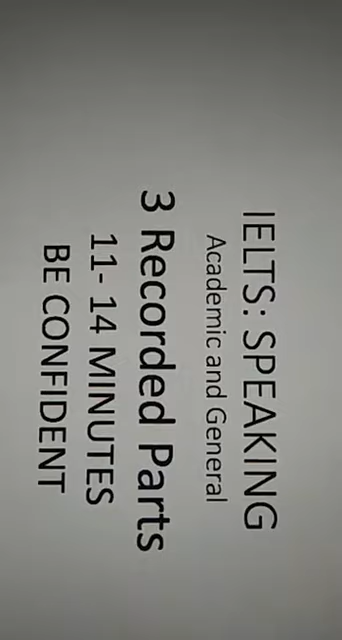 IELTS: SPEAKING
Academic and General
3 Recorded Parts
11- 14 MINUTES
BE CONFIDENT